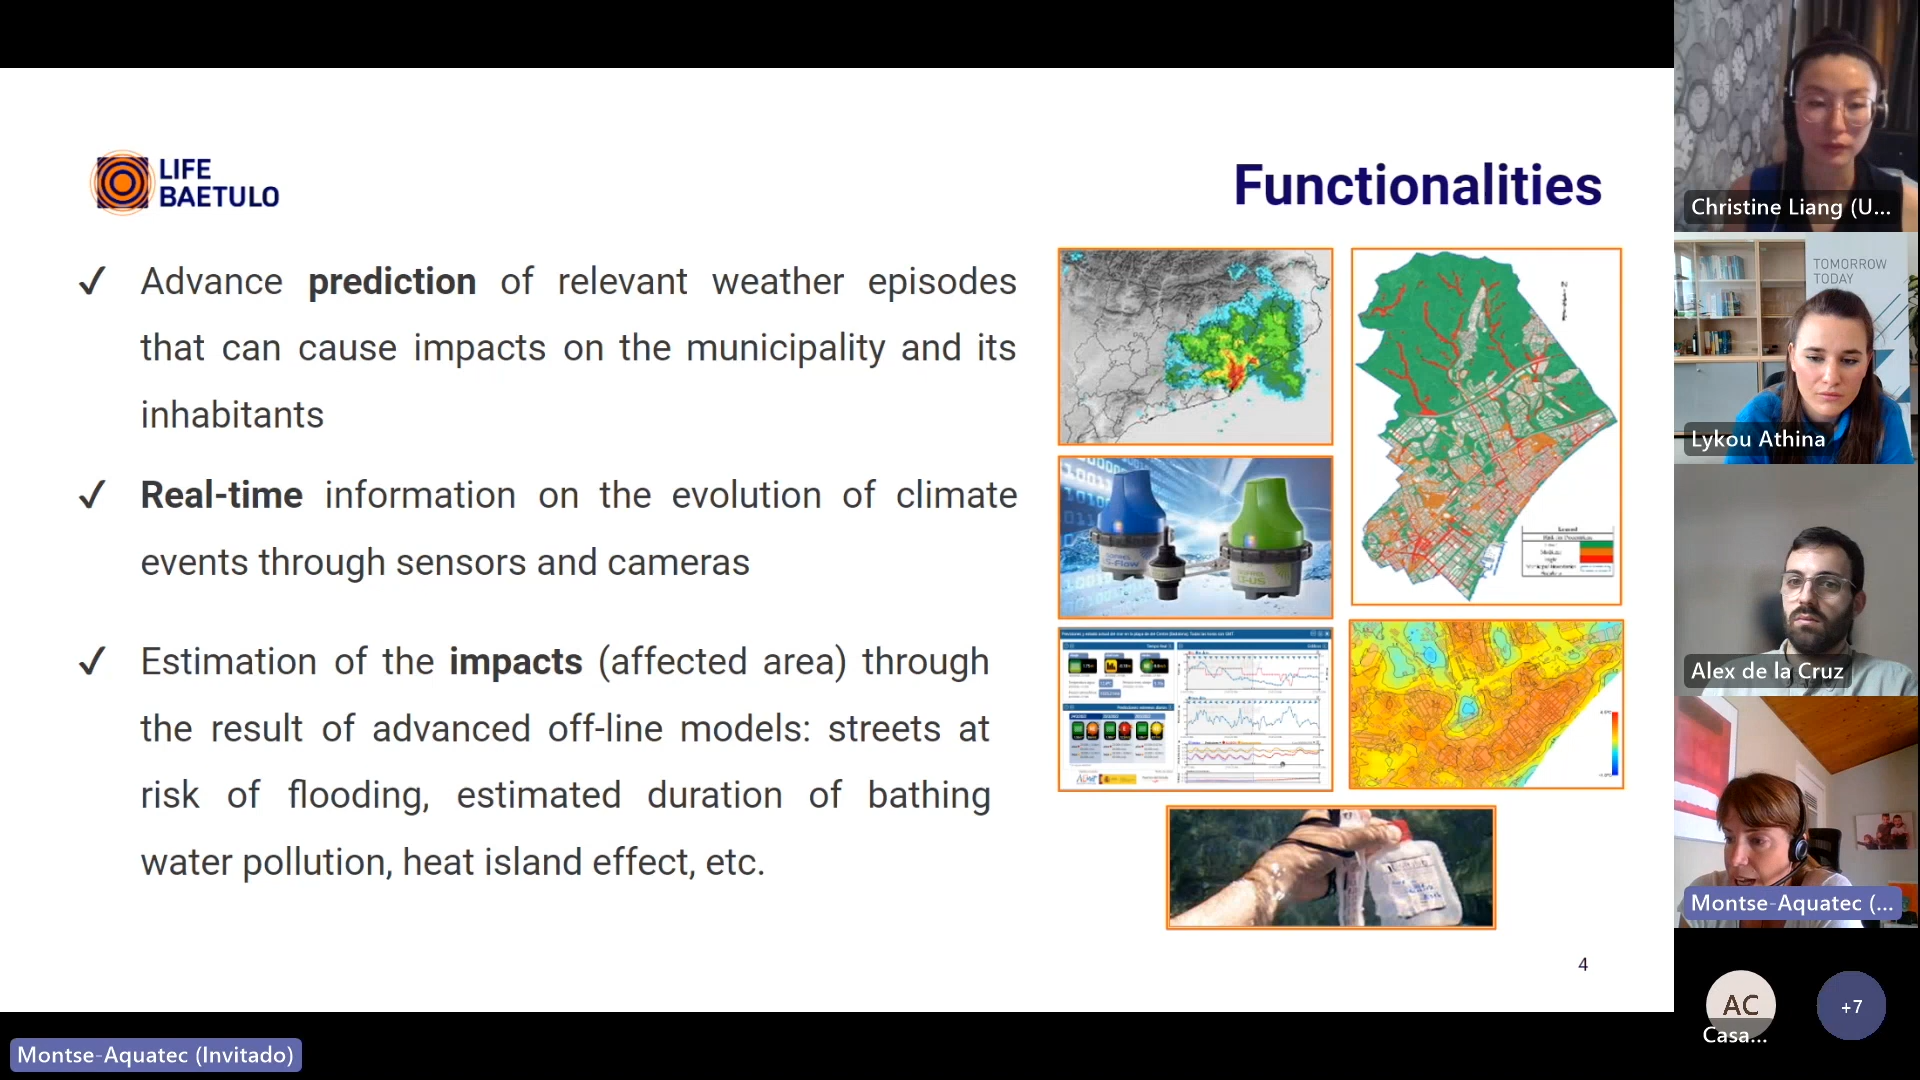 LIFE
BAETULO
Functionalities
✓ Advance prediction of relevant weather episodes
that can cause impacts on the municipality and its
inhabitants
✓ Real-time information on the evolution of climate
events through sensors and cameras
✓ Estimation of the impacts (affected area) through
the result of advanced off-line models: streets at
risk of flooding, estimated duration of bathing
water pollution, heat island effect, etc.
4
Christine Liang (U...
TOMORROW
TODAY
Lykou Athina
Alex de la Cruz
Montse-Aquatec (...
AC
Casa...
+7
Montse-Aquatec (Invitado)